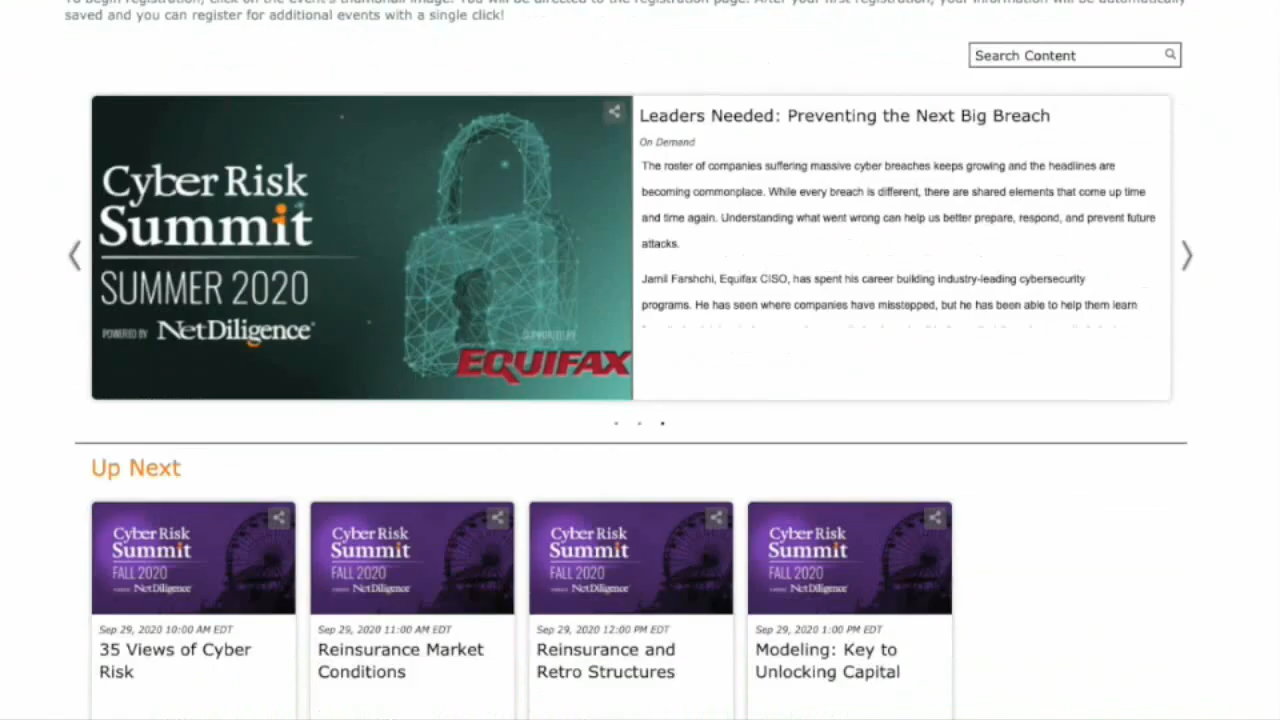 To begin registration, click on the event's thumbnail image. You will be directed to the registration page. After your first registration, your information will be automatically
saved and you can register for additional events with a single click!
Search Content
Cyber Risk
Summit
SUMMER 2020
POWERED BY NetDiligence®
SUPPORTED BY
EQUIFAX
Leaders Needed: Preventing the Next Big Breach
On Demand
The roster of companies suffering massive cyber breaches keeps growing and the headlines are
becoming commonplace. While every breach is different, there are shared elements that come up time
and time again. Understanding what went wrong can help us better prepare, respond, and prevent future
attacks.
Jamil Farshchi, Equifax CISO, has spent his career building industry-leading cybersecurity
programs. He has seen where companies have misstepped, but he has been able to help them learn
Up Next
Cyber Risk
Summit
FALL 2020
NetDiligence
Sep 29, 2020 10:00 AM EDT
35 Views of Cyber
Risk
Cyber Risk
Summit
FALL 2020
NetDiligence
Sep 29, 2020 11:00 AM EDT
Reinsurance Market
Conditions
Cyber Risk
Summit
FALL 2020
NetDiligence
Sep 29, 2020 12:00 PM EDT
Reinsurance and
Retro Structures
Cyber Risk
Summit
FALL 2020
NetDiligence
Sep 29, 2020 1:00 PM EDT
Modeling: Key to
Unlocking Capital